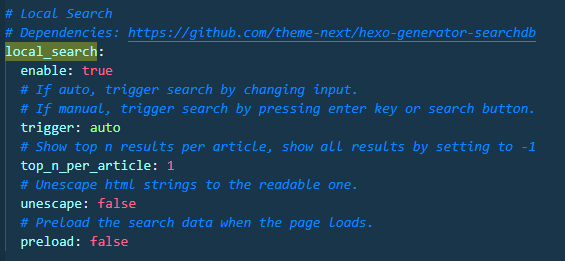 # Local Search
# Dependencies: https://github.com/theme-next/hexo-generator-searchdb
local_search:
  enable: true
  # If auto, trigger search by changing input.
  # If manual, trigger search by pressing enter key or search button.
  trigger: auto
  # Show top n results per article, show all results by setting to -1
  top_n_per_article: 1
  # Unescape html strings to the readable one.
  unescape: false
  # Preload the search data when the page loads.
  preload: false